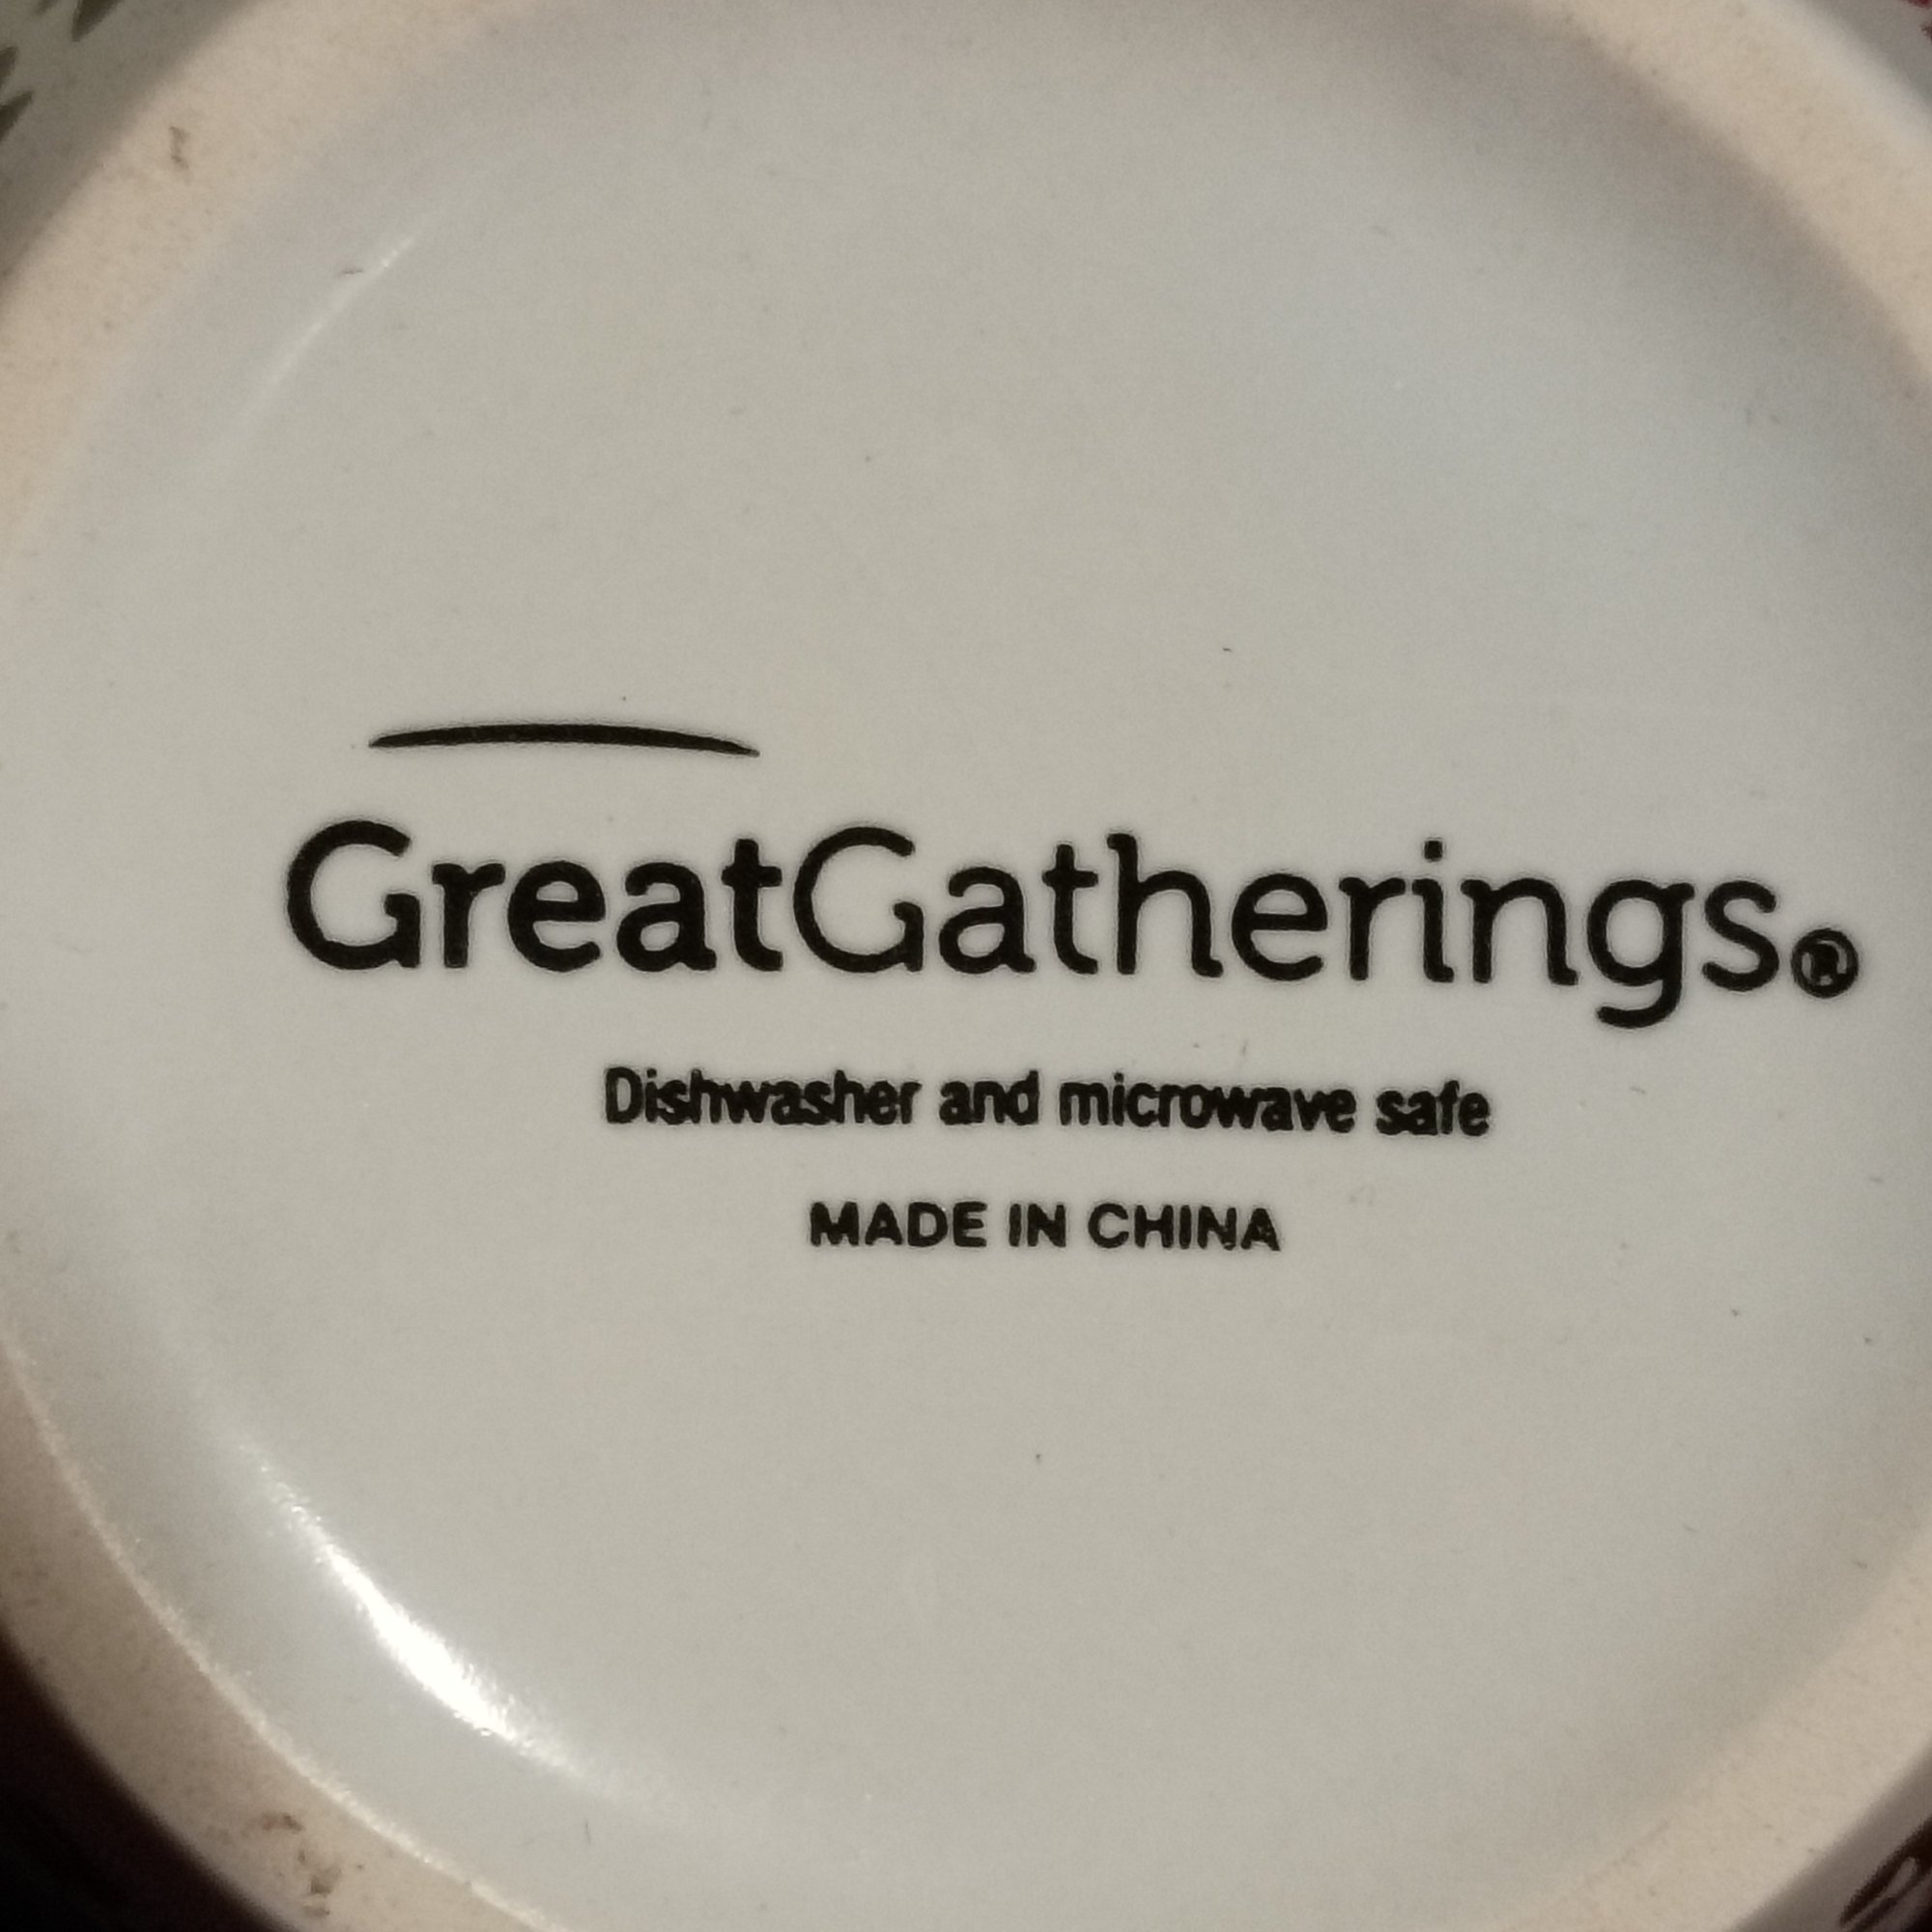 GreatGatherings®
Dishwasher and microwave safe
MADE IN CHINA